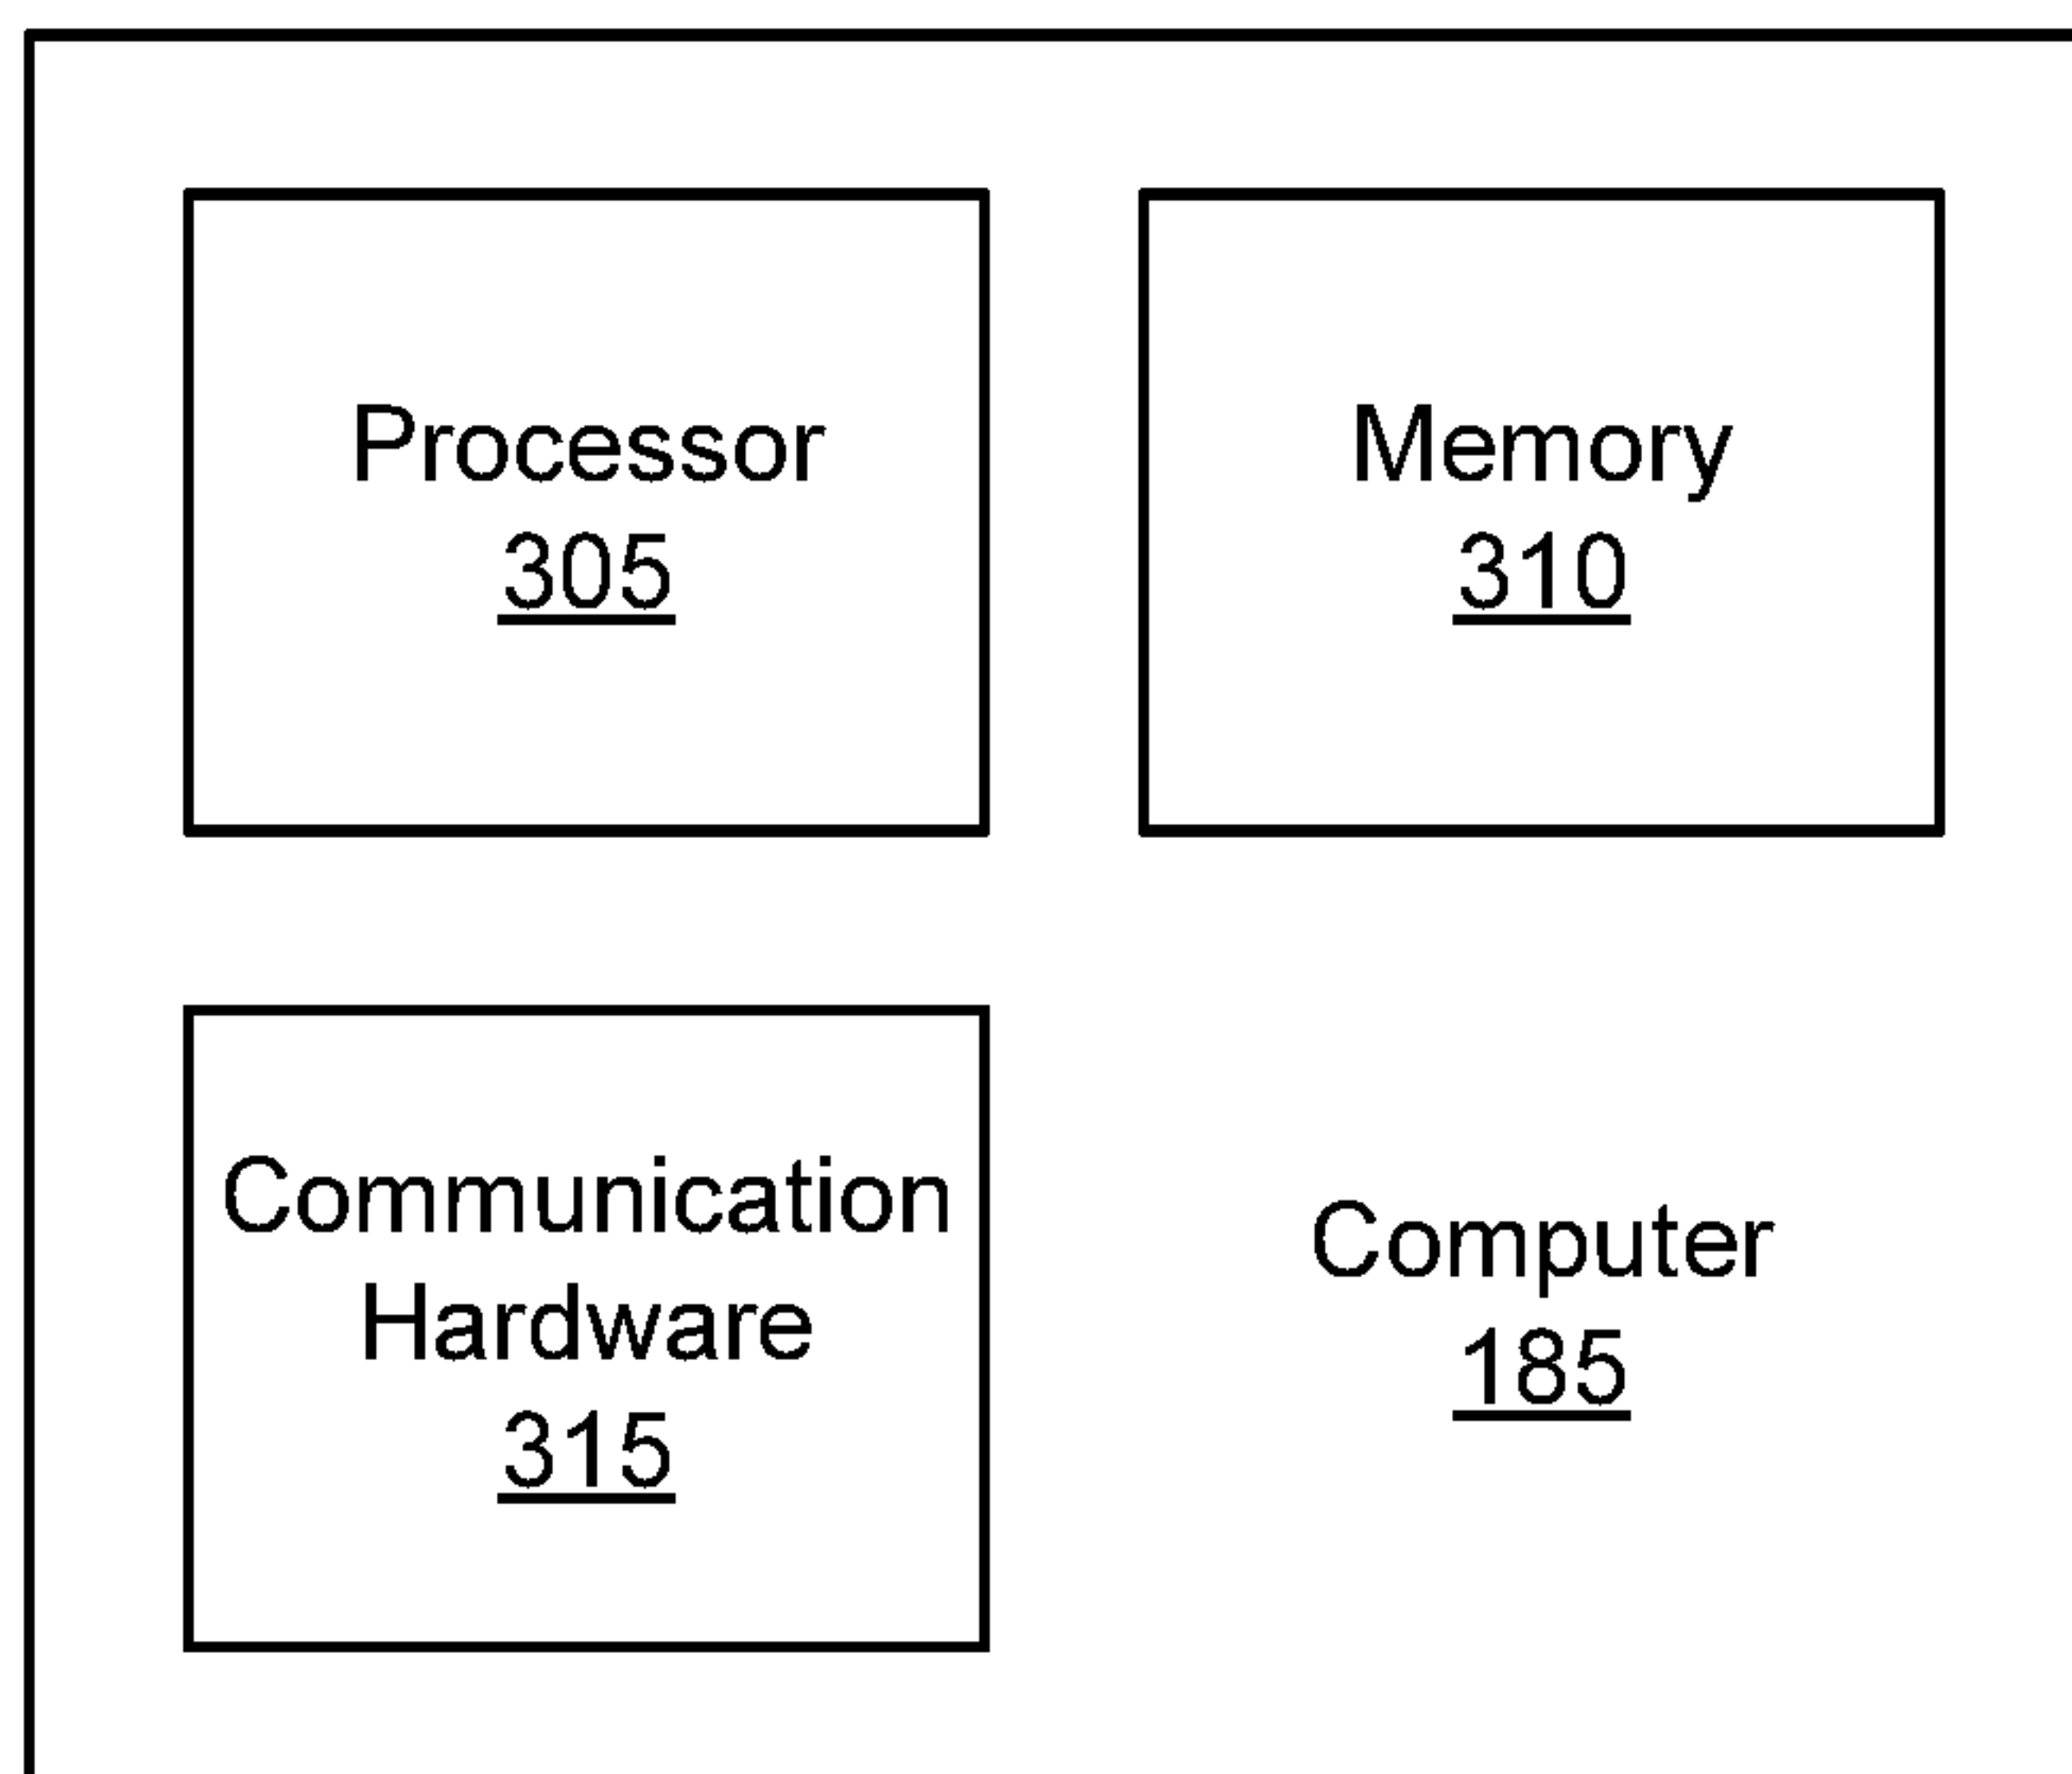 Processor
305
Memory
310
Communication
Hardware
315
Computer
185